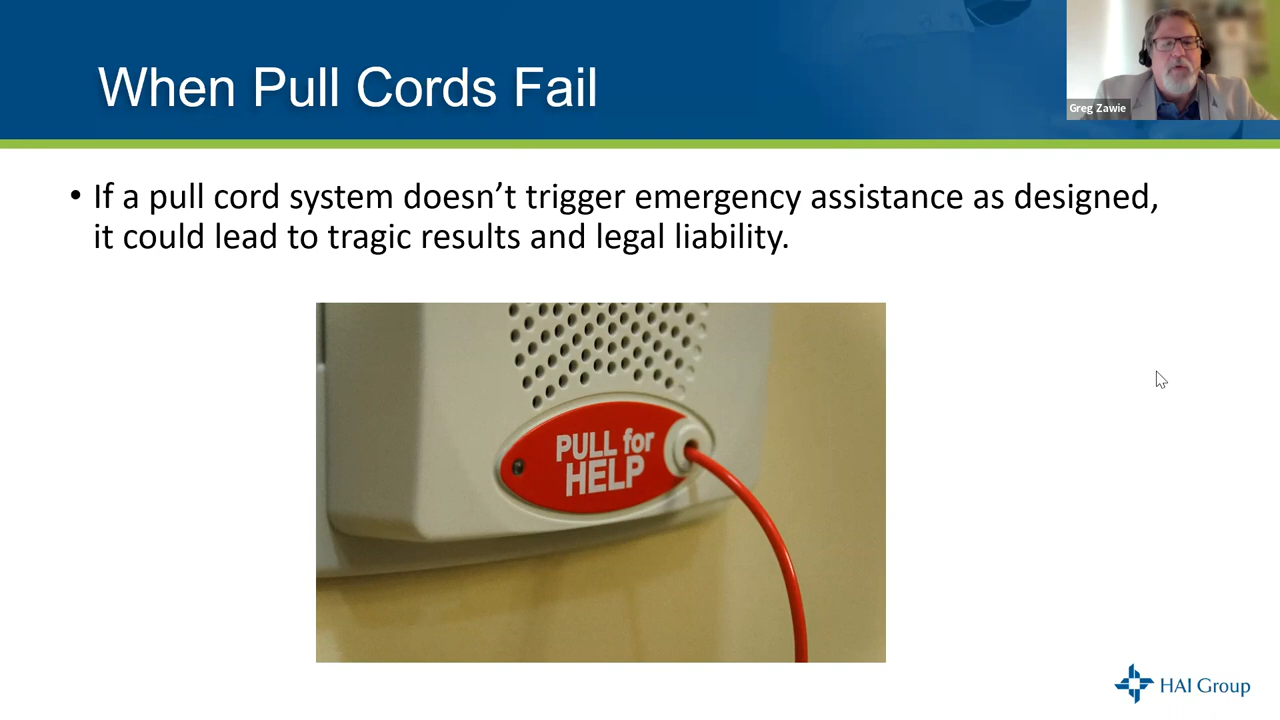 When Pull Cords Fail
Greg Zawie
• If a pull cord system doesn’t trigger emergency assistance as designed,
it could lead to tragic results and legal liability.
PULL for
HELP
HAI Group